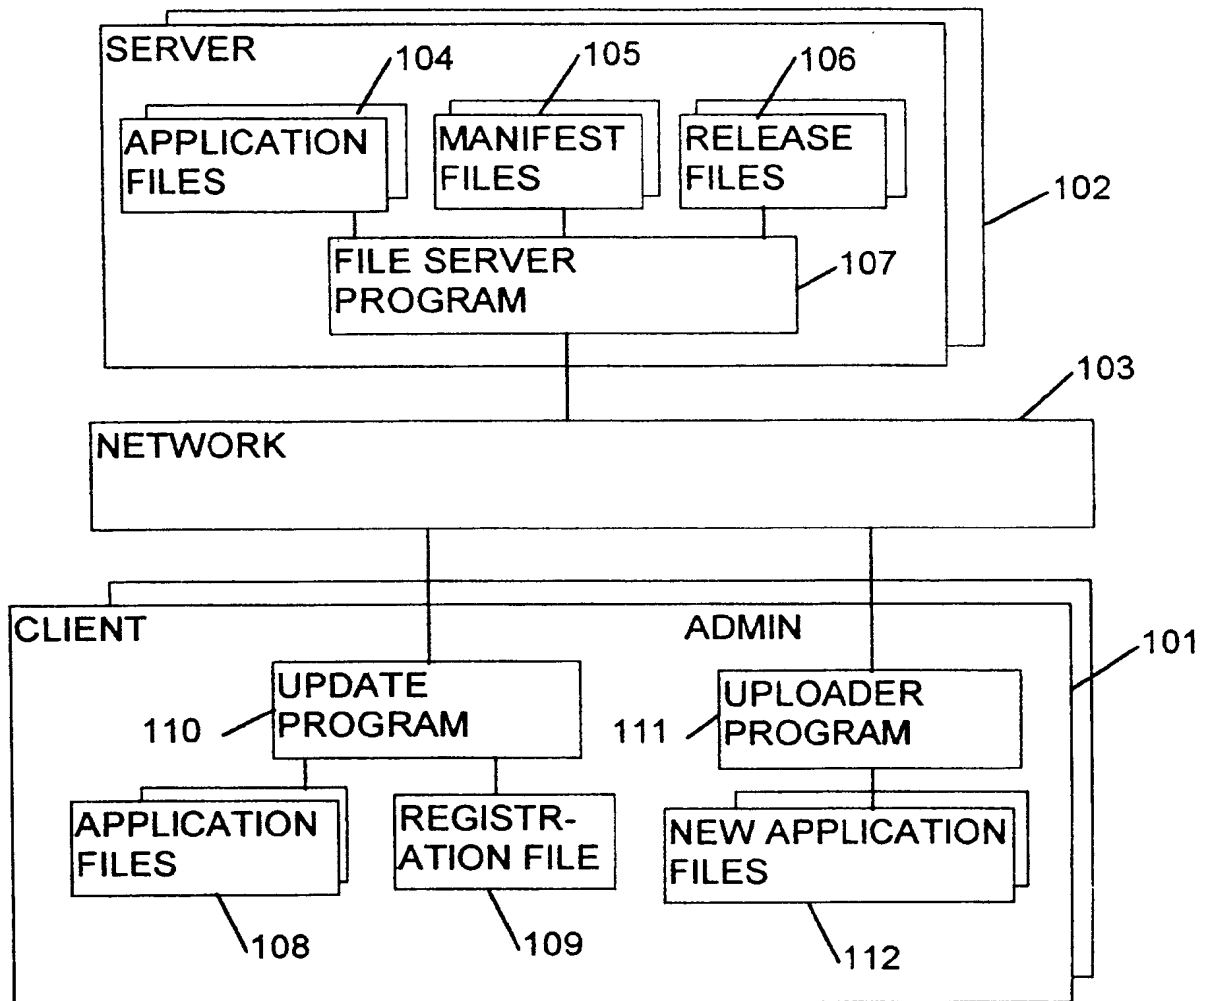 SERVER
104
105
106
APPLICATION
FILES
MANIFEST
FILES
RELEASE
FILES
102
FILE SERVER
PROGRAM
107
103
NETWORK
CLIENT
ADMIN
101
UPDATE
PROGRAM
110
UPLOADER
PROGRAM
111
APPLICATION
FILES
REGISTR-
ATION FILE
NEW APPLICATION
FILES
108
109
112